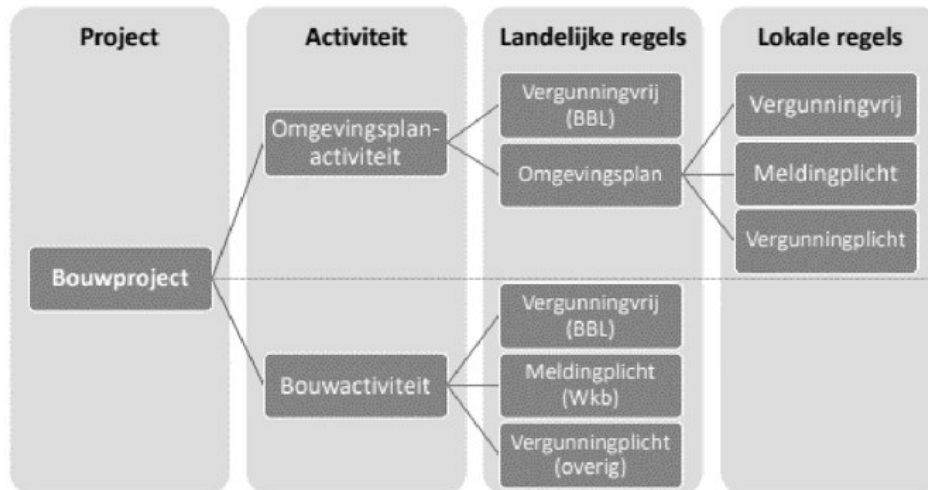 Project
Activiteit
Landelijke regels
Lokale regels
Bouwproject
Omgevingsplan-
activiteit
Vergunningvrij
(BBL)
Omgevingsplan
Vergunningvrij
Meldingplicht
Vergunningplicht
Bouwactiviteit
Vergunningvrij
(BBL)
Meldingplicht
(Wkb)
Vergunningplicht
(overig)